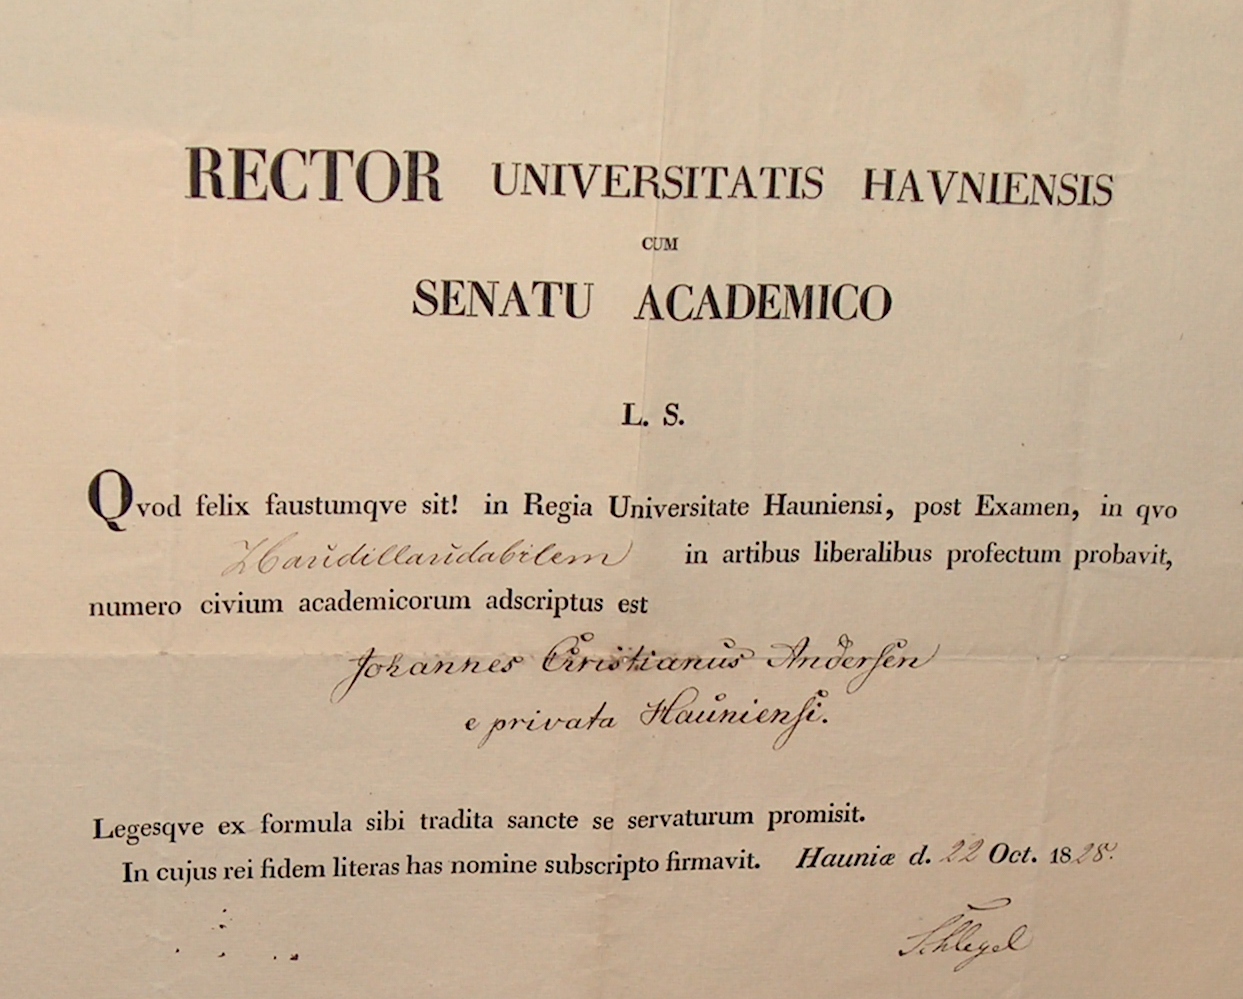 RECTOR UNIVERSITATIS HAVNIENSIS
CUM
SENATU ACADEMICO
L. S.
Qvod felix faustumqve sit! in Regia Universitate Hauniensi, post Examen, in qvo
Haudillaudabilem in artibus liberalibus profectum probavit,
numero civium academicorum adscriptus est
Johannes Christianus Andersen
e privata Hauniensi.
Legesqve ex formula sibi tradita sancte se servaturum promisit.
In cujus rei fidem literas has nomine subscripto firmavit. Hauniæ d. 22 Oct. 1828.
Schlegel